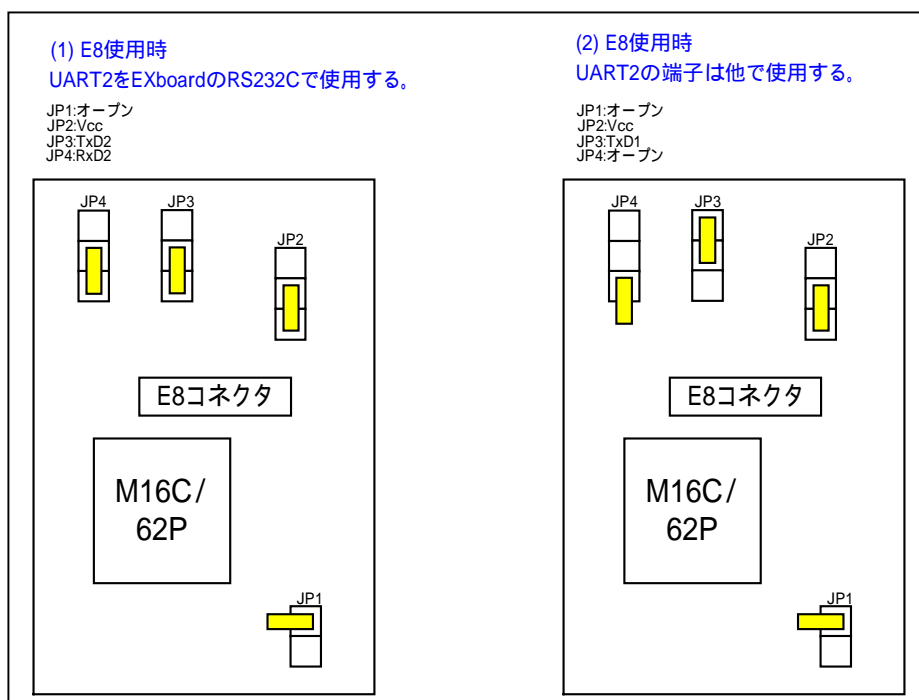 (1) E8使用時
UART2をEXboardのRS232Cで使用する。
JP1:オープン
JP2:Vcc
JP3:TxD2
JP4:RxD2
JP4
JP3
JP2
E8コネクタ
M16C/
62P
JP1
(2) E8使用時
UART2の端子は他で使用する。
JP1:オープン
JP2:Vcc
JP3:TxD1
JP4:オープン
JP4
JP3
JP2
E8コネクタ
M16C/
62P
JP1